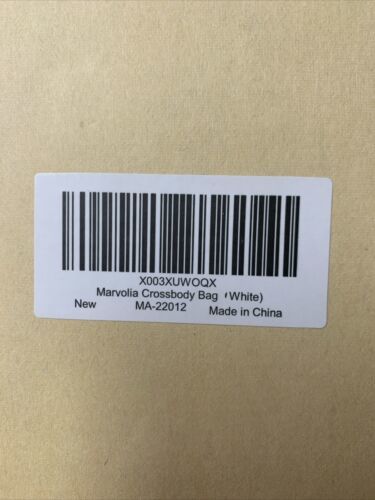 X003XUWOQX
Marvolia Crossbody Bag (White)
New MA-22012 Made in China